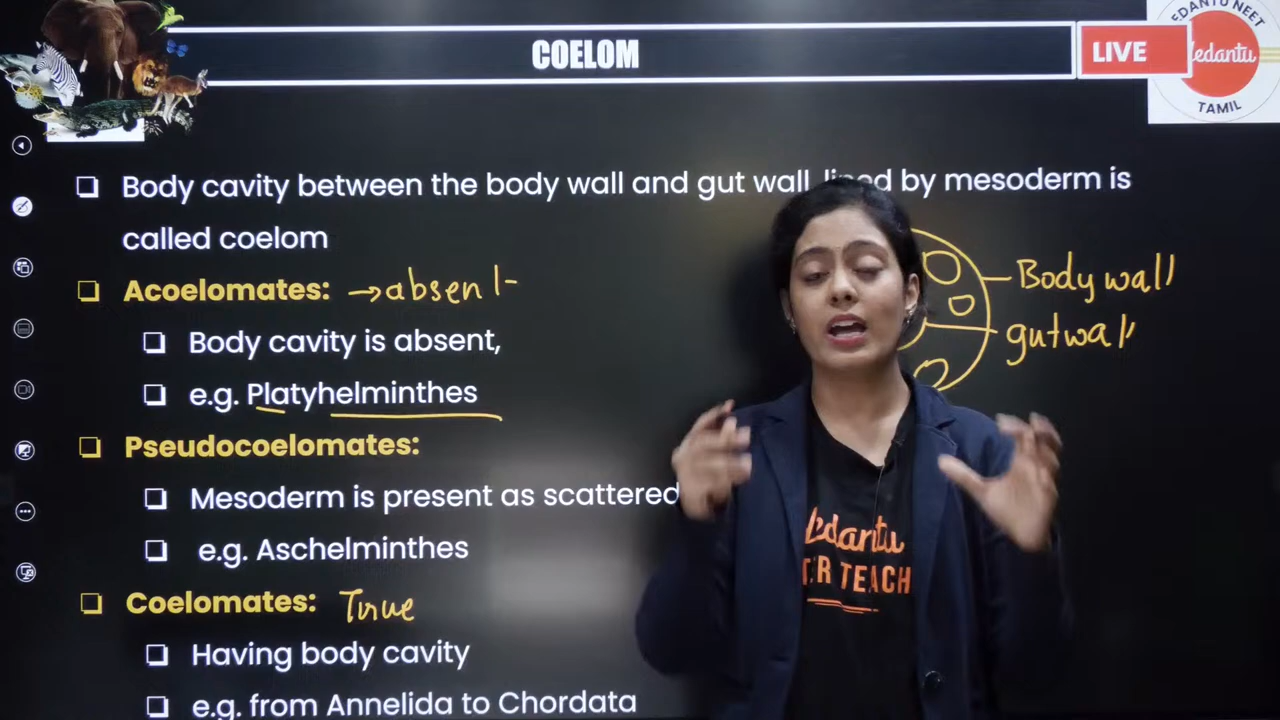 COELOM
LIVE
VEDANTU NEET
Vedantu
TAMIL
Body cavity between the body wall and gut wall lined by mesoderm is
called coelom
Acoelomates: →absent
Body cavity is absent,
e.g. Platyhelminthes
Pseudocoelomates:
Mesoderm is present as scattered
e.g. Aschelminthes
Coelomates: True
Having body cavity
e.g. from Annelida to Chordata
Body wall
gutwall
Vedantu
TEACH